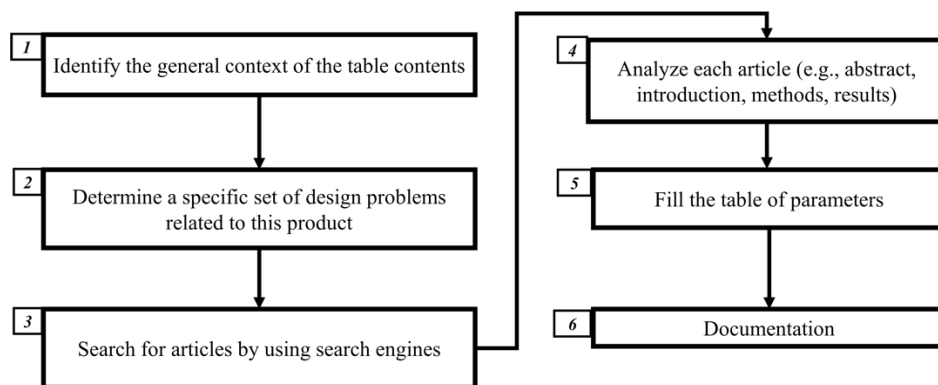 1
Identify the general context of the table contents
2
Determine a specific set of design problems
related to this product
3
Search for articles by using search engines
4
Analyze each article (e.g., abstract,
introduction, methods, results)
5
Fill the table of parameters
6
Documentation